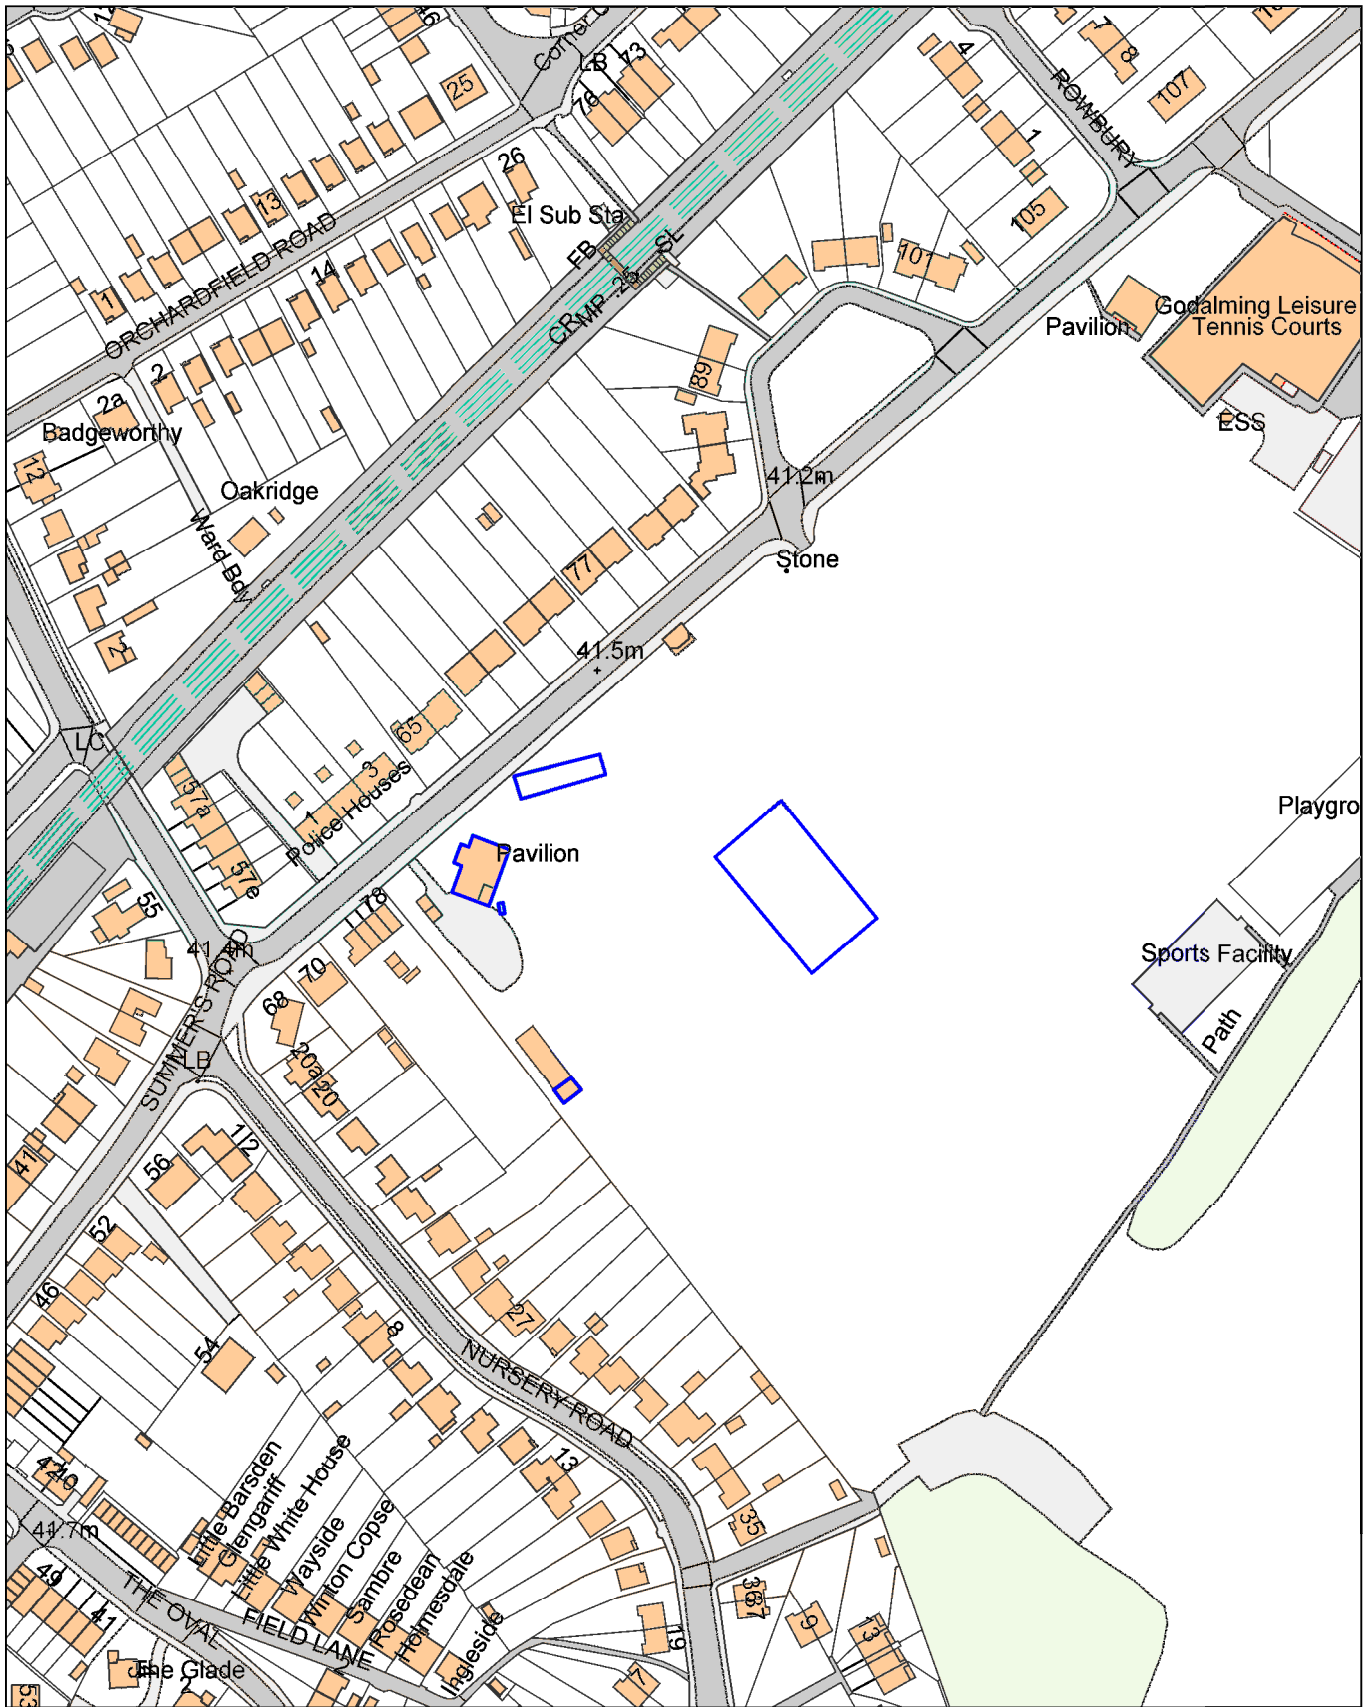 46
Corner C
LB
73
76
25
26
El Sub Sta
FB
SL
CR
MP .25
13
ORCHARDFIELD ROAD
14
1
2
2a
Badgeworthy
12
Oakridge
Ward Bdy
2
LC
4
1
8
ROWBURY
107
105
101
Pavilion
Godalming Leisure
Tennis Courts
ESS
89
41.2m
Stone
77
41.5m
65
3
1
Police Houses
57a
57e
Pavilion
Playgro
Sports Facility
Path
55
41.4m
SUMMERS ROAD
LB
78
70
68
20a
20
41
56
1
2
52
46
54
8
27
NURSERY ROAD
13
35
42
40
41.7m
Little Barsden
Glengariff
Little White House
Wayside
Winton Copse
Sambre
Rosedean
Holmesdale
Ingleside
49
41
THE OVAL
FIELD LANE
2
The Glade
2
53
19
7
9
13